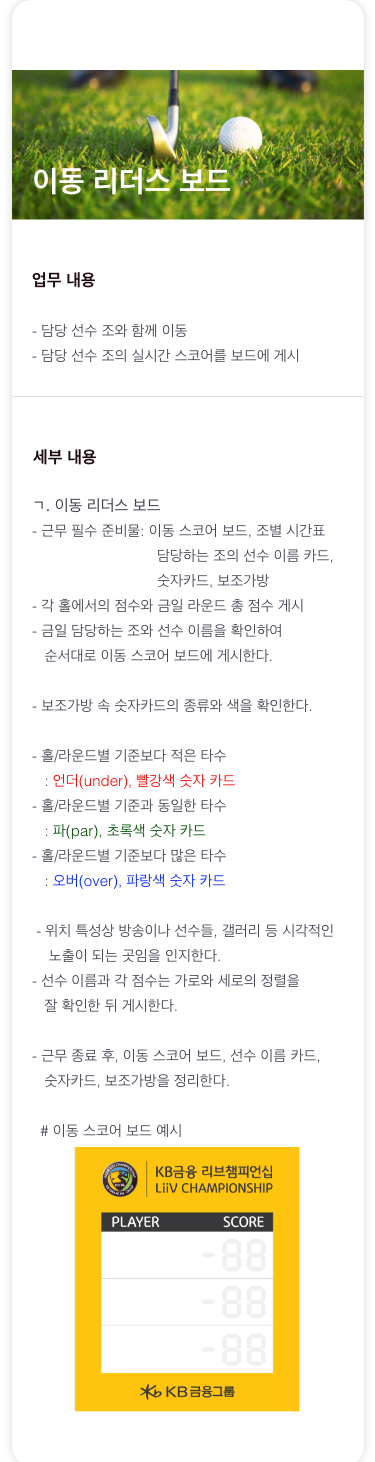 이동 리더스 보드
업무 내용
- 담당 선수 조와 함께 이동
- 담당 선수 조의 실시간 스코어를 보드에 게시
세부 내용
ㄱ. 이동 리더스 보드
- 근무 필수 준비물: 이동 스코어 보드, 조별 시간표
담당하는 조의 선수 이름 카드,
숫자카드, 보조가방
- 각 홀에서의 점수와 금일 라운드 총 점수 게시
- 금일 담당하는 조와 선수 이름을 확인하여
순서대로 이동 스코어 보드에 게시한다.
- 보조가방 속 숫자카드의 종류와 색을 확인한다.
- 홀/라운드별 기준보다 적은 타수
: 언더(under), 빨강색 숫자 카드
- 홀/라운드별 기준과 동일한 타수
: 파(par), 초록색 숫자 카드
- 홀/라운드별 기준보다 많은 타수
: 오버(over), 파랑색 숫자 카드
- 위치 특성상 방송이나 선수들, 갤러리 등 시각적인
노출이 되는 곳임을 인지한다.
- 선수 이름과 각 점수는 가로와 세로의 정렬을
잘 확인한 뒤 게시한다.
- 근무 종료 후, 이동 스코어 보드, 선수 이름 카드,
숫자카드, 보조가방을 정리한다.
# 이동 스코어 보드 예시
KB금융 리브챔피언십
LiiV CHAMPIONSHIP
PLAYER SCORE
-88
-88
-88
KB금융그룹